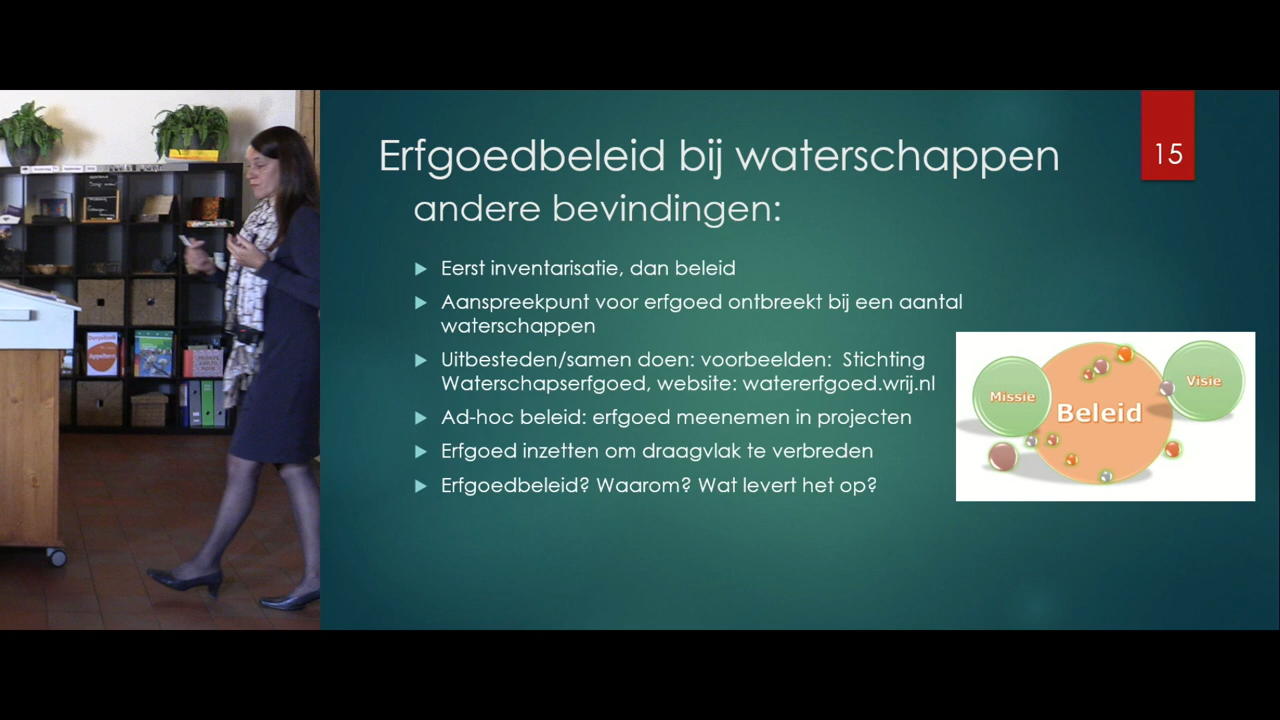 Erfgoedbeleid bij waterschappen
15
andere bevindingen:
Eerst inventarisatie, dan beleid
Aanspreekpunt voor erfgoed ontbreekt bij een aantal
waterschappen
Uitbesteden/samen doen: voorbeelden: Stichting
Waterschapserfgoed, website: watererfgoed.wrij.nl
Ad-hoc beleid: erfgoed meenemen in projecten
Erfgoed inzetten om draagvlak te verbreden
Erfgoedbeleid? Waarom? Wat levert het op?
Missie
Beleid
Visie